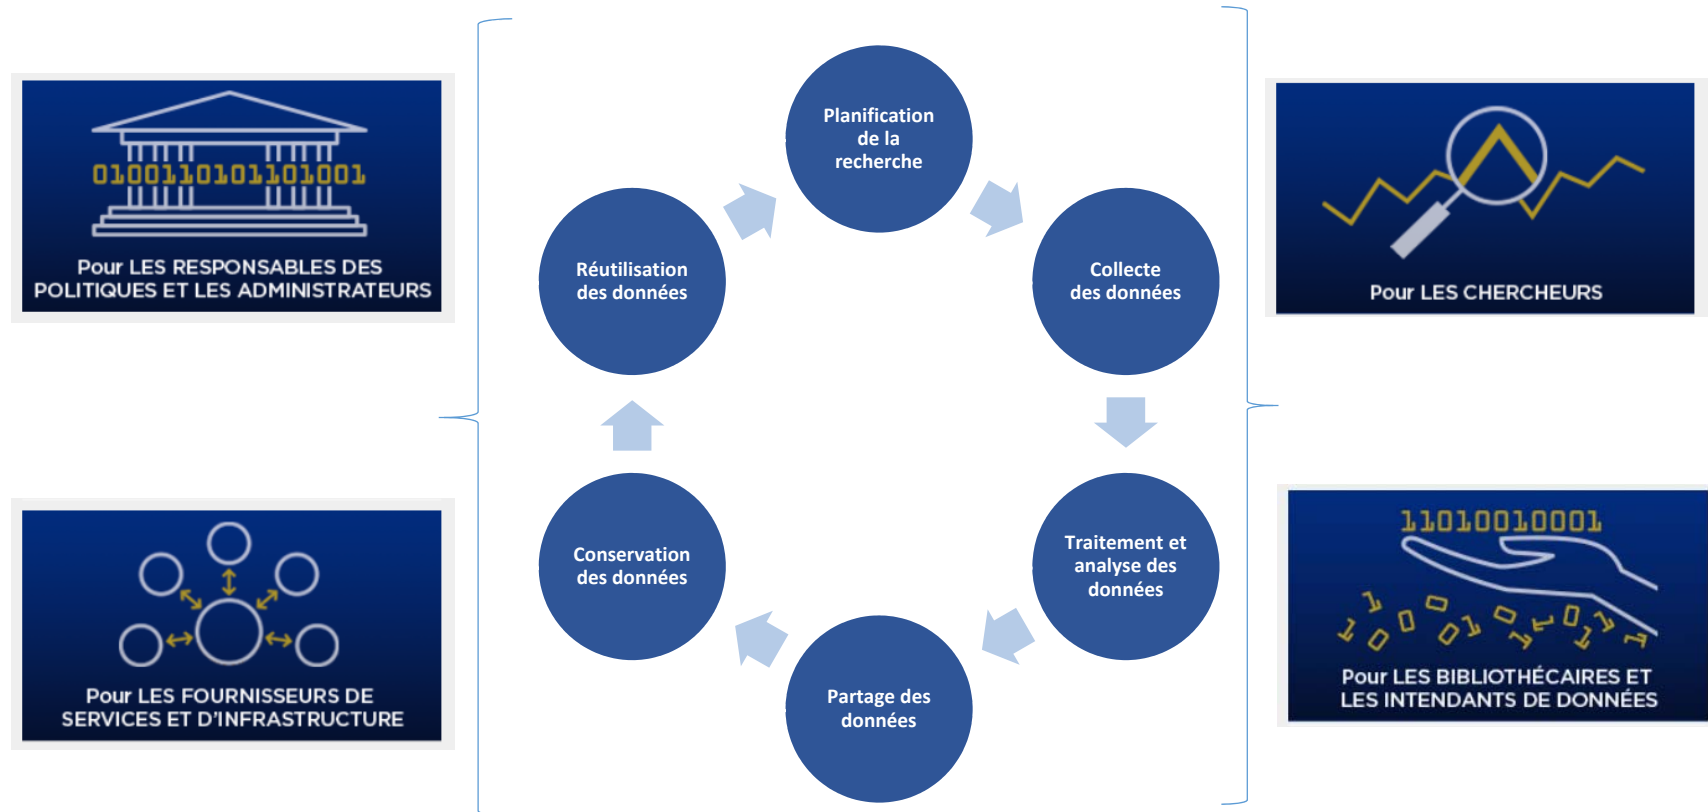 0100110101101001
Pour LES RESPONSABLES DES
POLITIQUES ET LES ADMINISTRATEURS
Pour LES FOURNISSEURS DE
SERVICES ET D'INFRASTRUCTURE
Planification
de la
recherche
Collecte
des données
Traitement et
analyse des
données
Partage des
données
Conservation
des données
Réutilisation
des données
Pour LES CHERCHEURS
11010010001
Pour LES BIBLIOTHÉCAIRES ET
LES INTENDANTS DE DONNÉES